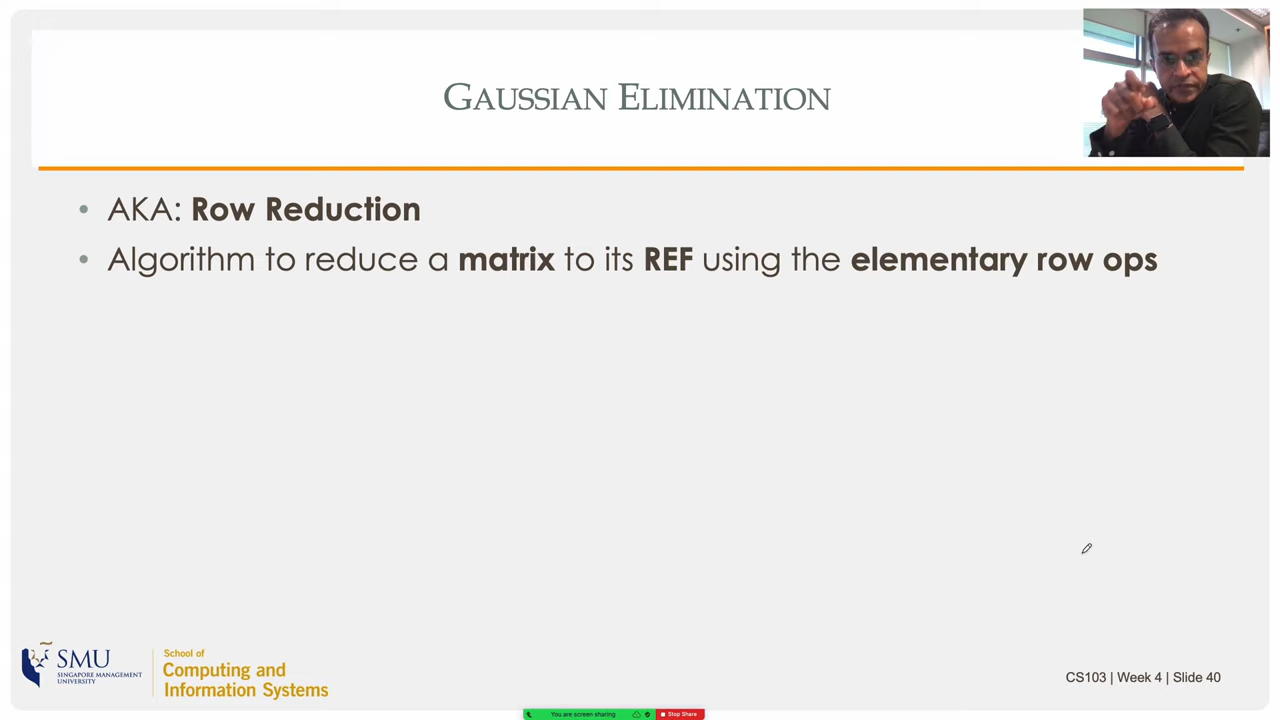 GAUSSIAN ELIMINATION
• AKA: Row Reduction
• Algorithm to reduce a matrix to its REF using the elementary row ops
SMU
SINGAPORE MANAGEMENT
UNIVERSITY
School of
Computing and
Information Systems
CS103 | Week 4 | Slide 40
You are screen sharing
Stop Share